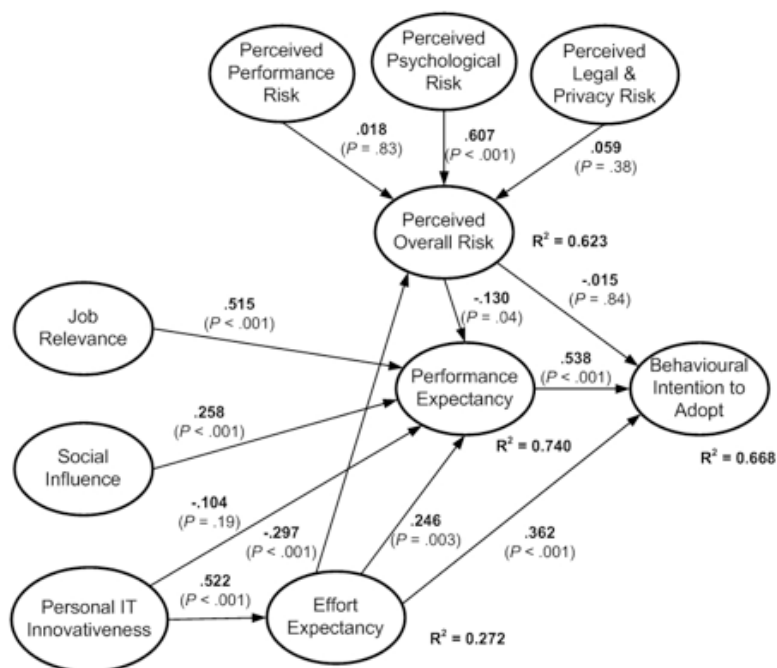 Perceived
Performance
Risk
Perceived
Psychological
Risk
Perceived
Legal &
Privacy Risk
.018
(P = .83)
.607
(P < .001)
.059
(P = .38)
Perceived
Overall Risk
R² = 0.623
Job
Relevance
.515
(P < .001)
-.130
(P = .04)
-.015
(P = .84)
Performance
Expectancy
.538
(P < .001)
Behavioural
Intention to
Adopt
R² = 0.740
R² = 0.668
Social
Influence
.258
(P < .001)
-.104
(P = .19)
-.297
(P < .001)
.246
(P = .003)
.362
(P < .001)
Personal IT
Innovativeness
.522
(P < .001)
Effort
Expectancy
R² = 0.272